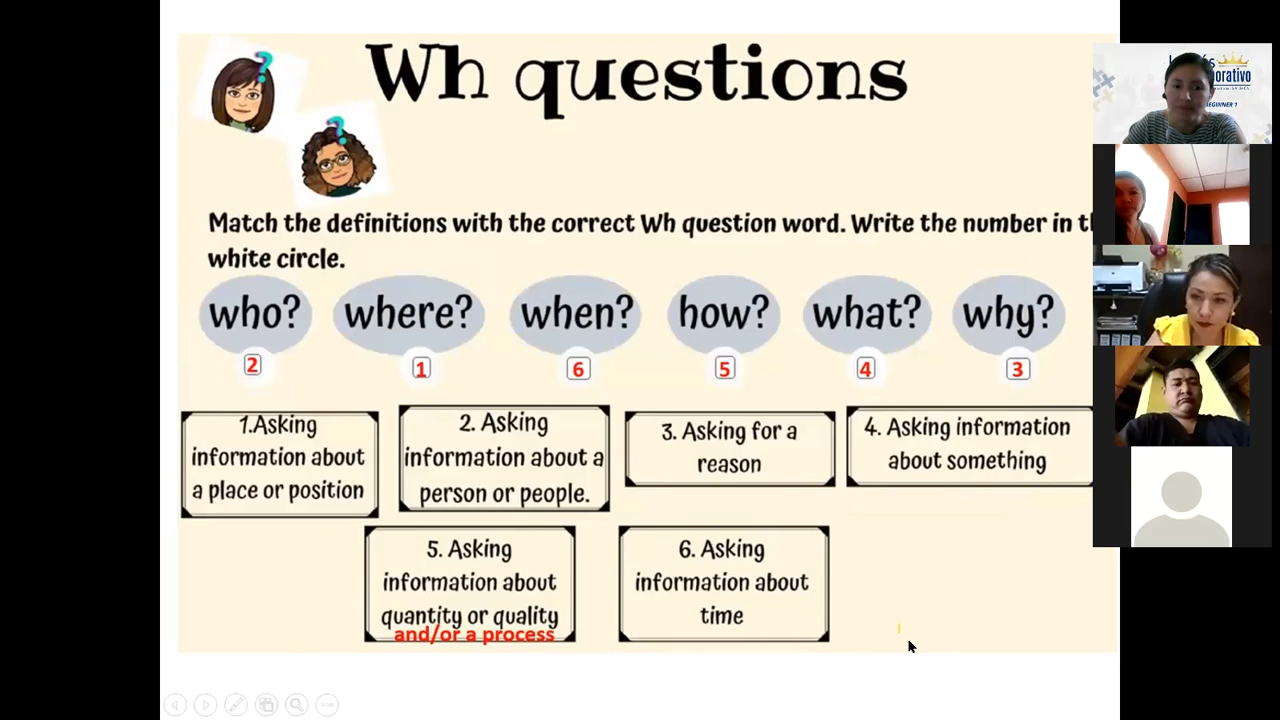 Wh questions
Match the definitions with the correct Wh question word. Write the number in th
white circle.
who? where? when? how? what? why?
2 1 6 5 4 3
1.Asking
information about
a place or position
2. Asking
information about a
person or people.
3. Asking for a
reason
4. Asking information
about something
5. Asking
information about
quantity or quality
and/or a process
6. Asking
information about
time
BEGINNER 1